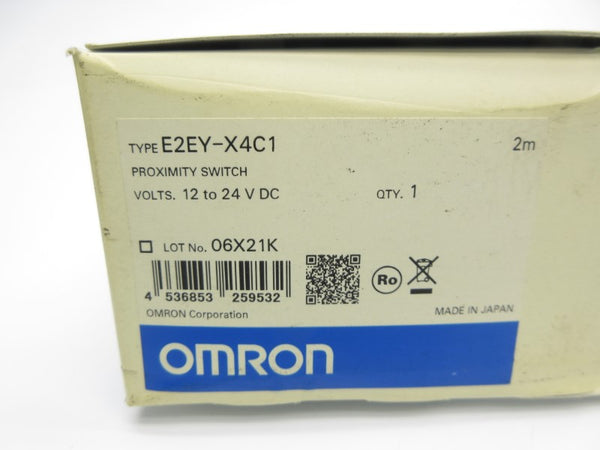 TYPE E2EY-X4C1 2m
PROXIMITY SWITCH
VOLTS. 12 to 24 V DC QTY. 1
LOT No. 06X21K
4 536853 259532
Ro
OMRON Corporation MADE IN JAPAN
OMRON